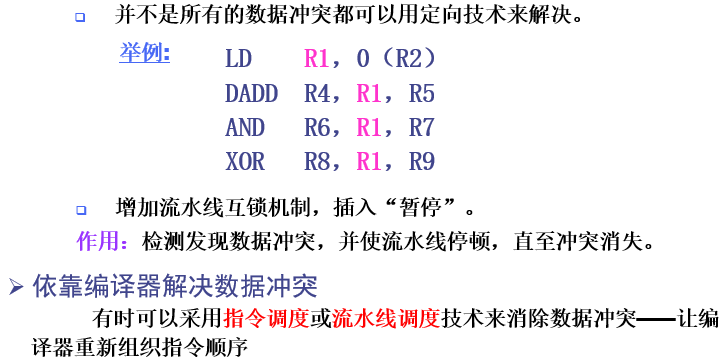 并不是所有的数据冲突都可以用定向技术来解决。
举例:
LD R1，0（R2）
DADD R4，R1，R5
AND R6，R1，R7
XOR R8，R1，R9
增加流水线互锁机制，插入“暂停”。
作用：检测发现数据冲突，并使流水线停顿，直至冲突消失。
依靠编译器解决数据冲突
有时可以采用指令调度或流水线调度技术来消除数据冲突——让编
译器重新组织指令顺序